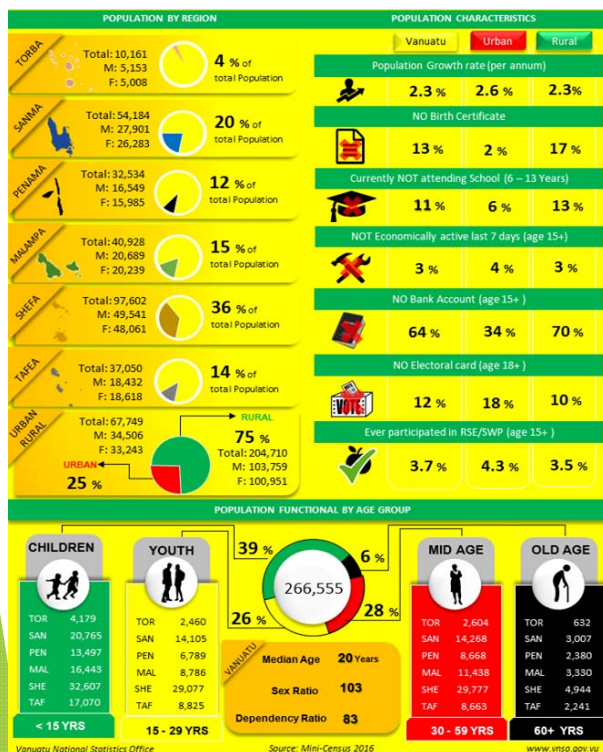 POPULATION BY REGION
TORBA
Total: 10,161
M: 5,153
F: 5,008
4 % of
total Population
SANMA
Total: 54,184
M: 27,901
F: 26,283
20 % of
total Population
PENAMA
Total: 32,534
M: 16,549
F: 15,985
12 % of
total Population
MALAMPA
Total: 40,928
M: 20,689
F: 20,239
15 % of
total Population
SHEFA
Total: 97,602
M: 49,541
F: 48,061
36 % of
total Population
TAFEA
Total: 37,050
M: 18,432
F: 18,618
14 % of
total Population
URBAN
RURAL
Total: 67,749
M: 34,506
F: 33,243
URBAN
25 %
RURAL
75 %
Total: 204,710
M: 103,759
F: 100,951
POPULATION CHARACTERISTICS
Vanuatu Urban Rural
Population Growth rate (per annum)
2.3 % 2.6 % 2.3%
NO Birth Certificate
13 % 2 % 17 %
Currently NOT attending School (6 – 13 Years)
11 % 6 % 13 %
NOT Economically active last 7 days (age 15+)
3 % 4 % 3 %
NO Bank Account (age 15+ )
64 % 34 % 70 %
NO Electoral card (age 18+ )
VOTE
12 % 18 % 10 %
Ever participated in RSE/SWP (age 15+ )
3.7 % 4.3 % 3.5 %
POPULATION FUNCTIONAL BY AGE GROUP
CHILDREN
TOR 4,179
SAN 20,765
PEN 13,497
MAL 16,443
SHE 32,607
TAF 17,070
< 15 YRS
YOUTH
TOR 2,460
SAN 14,105
PEN 6,789
MAL 8,786
SHE 29,077
TAF 8,825
15 - 29 YRS
39 %
6 %
266,555
26 %
28 %
VANUATU
Median Age 20 Years
Sex Ratio 103
Dependency Ratio 83
MID AGE
TOR 2,604
SAN 14,268
PEN 8,668
MAL 11,438
SHE 29,777
TAF 8,663
30 - 59 YRS
OLD AGE
TOR 632
SAN 3,007
PEN 2,380
MAL 3,330
SHE 4,944
TAF 2,241
60+ YRS
Vanuatu National Statistics Office
Source: Mini-Census 2016
www.vnso.gov.vu